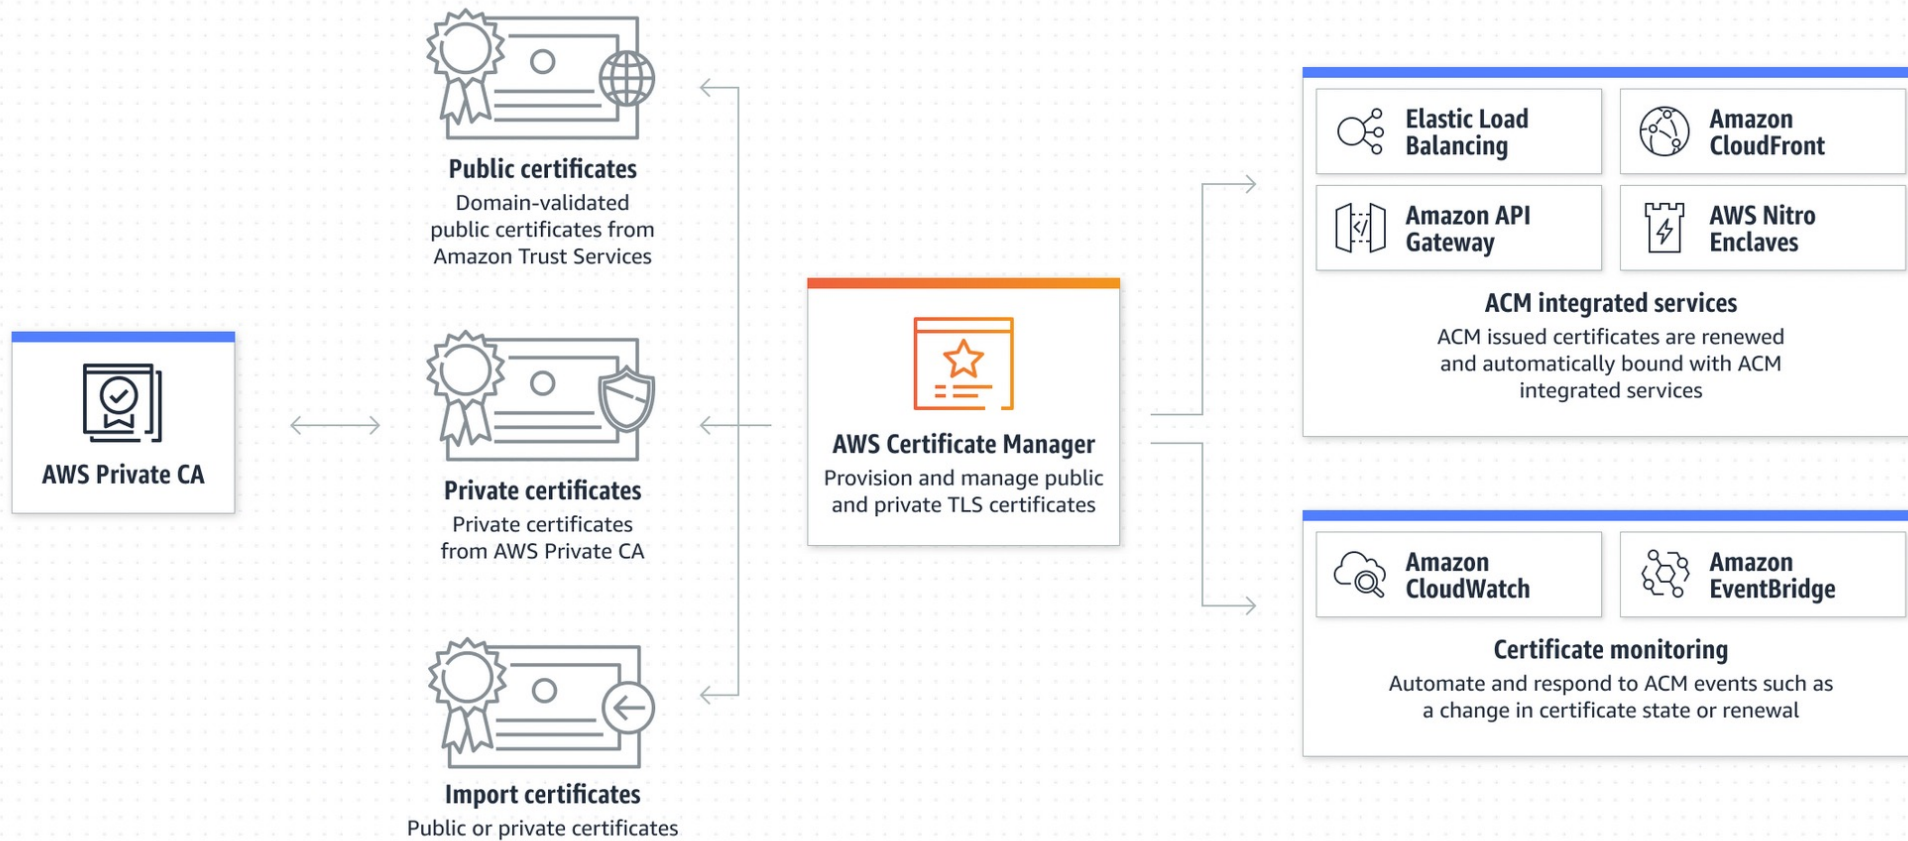 Public certificates
Domain-validated
public certificates from
Amazon Trust Services
AWS Private CA
Private certificates
Private certificates
from AWS Private CA
Import certificates
Public or private certificates
AWS Certificate Manager
Provision and manage public
and private TLS certificates
Elastic Load
Balancing
Amazon
CloudFront
Amazon API
Gateway
AWS Nitro
Enclaves
ACM integrated services
ACM issued certificates are renewed
and automatically bound with ACM
integrated services
Amazon
CloudWatch
Amazon
EventBridge
Certificate monitoring
Automate and respond to ACM events such as
a change in certificate state or renewal